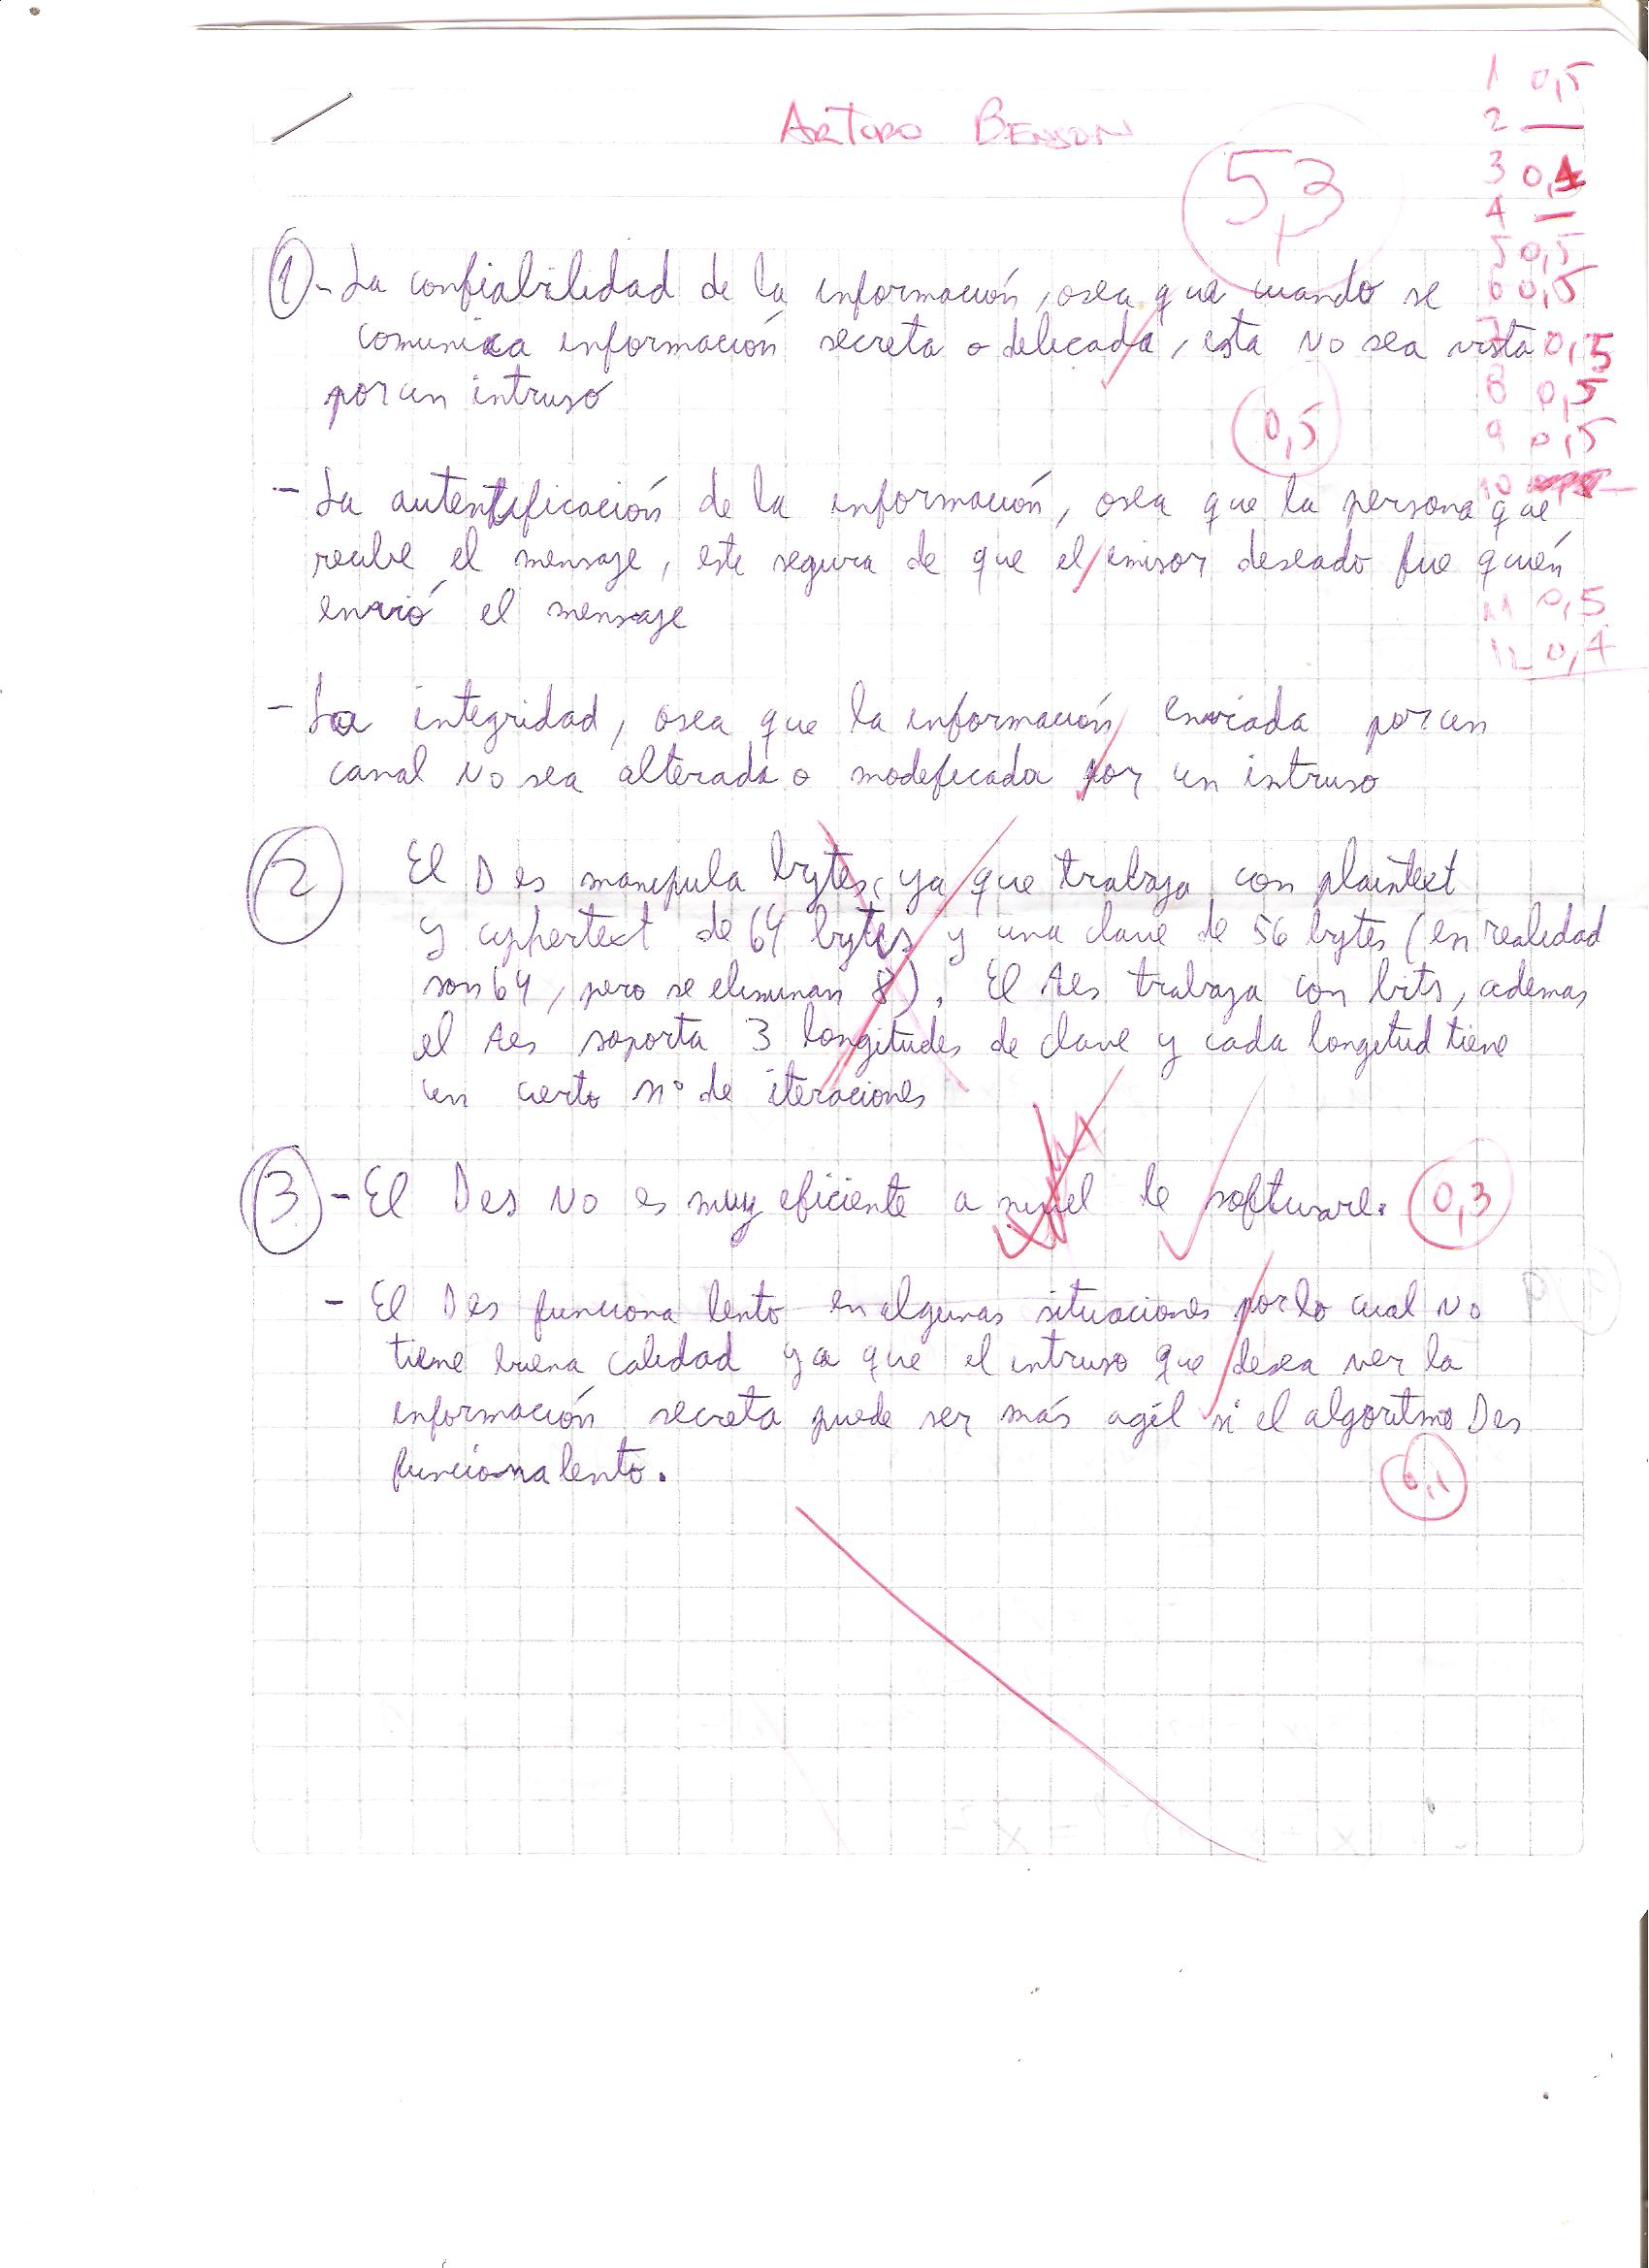 ARTURO BENSON
5,3
1 0,5
2 —
3 0,4
4 —
5 0,5
6 0,5
7 0,5
8 0,5
9 0,5
10 —
11 0,5
12 0,4
1 - La confiabilidad de la información, osea que cuando se
comunica información secreta o delicada, esta no sea vista
por un intruso
0,5
- La autentificación de la información, osea que la persona que
recibe el mensaje, este segura de que el emisor deseado fue quién
envió el mensaje
- La integridad, osea que la información enviada por un
canal no sea alterada o modificada por un intruso
2 El Des manipula bytes, ya que trabaja con plaintext
y cyphertext de 64 bytes y una clave de 56 bytes (en realidad
son 64, pero se eliminan 8). El Aes trabaja con bits, ademas
el Aes soporta 3 longitudes de clave y cada longitud tiene
un cierto n° de iteraciones
3 - El Des no es muy eficiente a nivel de software. 0,3
- El Des funciona lento en algunas situaciones por lo cual no
tiene buena calidad ya que el intruso que desea ver la
información secreta puede ser más agíl si el algoritmo Des
funciona lento.
0,1